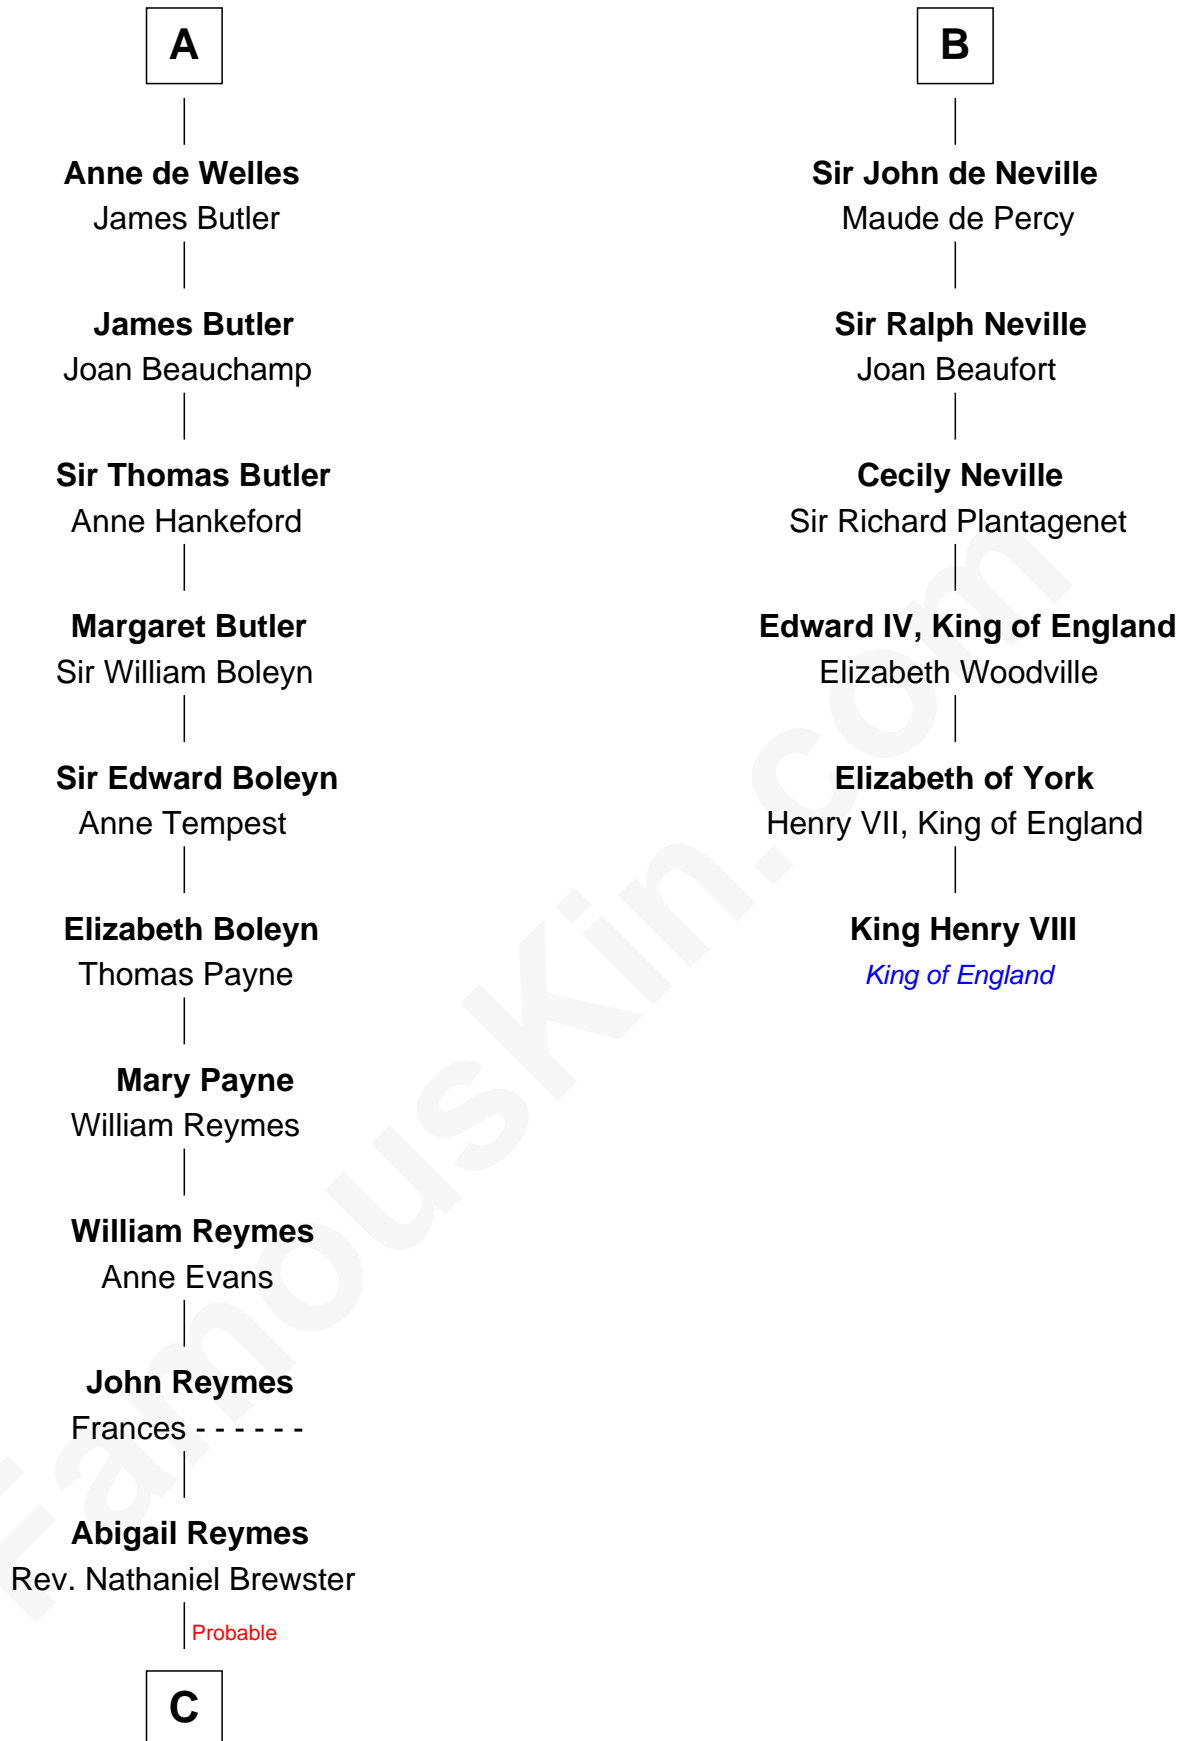 A
Anne de Welles
James Butler
James Butler
Joan Beauchamp
Sir Thomas Butler
Anne Hankeford
Margaret Butler
Sir William Boleyn
Sir Edward Boleyn
Anne Tempest
Elizabeth Boleyn
Thomas Payne
Mary Payne
William Reymes
William Reymes
Anne Evans
John Reymes
Frances - - - - - -
Abigail Reymes
Rev. Nathaniel Brewster
Probable
C
B
Sir John de Neville
Maude de Percy
Sir Ralph Neville
Joan Beaufort
Cecily Neville
Sir Richard Plantagenet
Edward IV, King of England
Elizabeth Woodville
Elizabeth of York
Henry VII, King of England
King Henry VIII
King of England
FamousKin.com